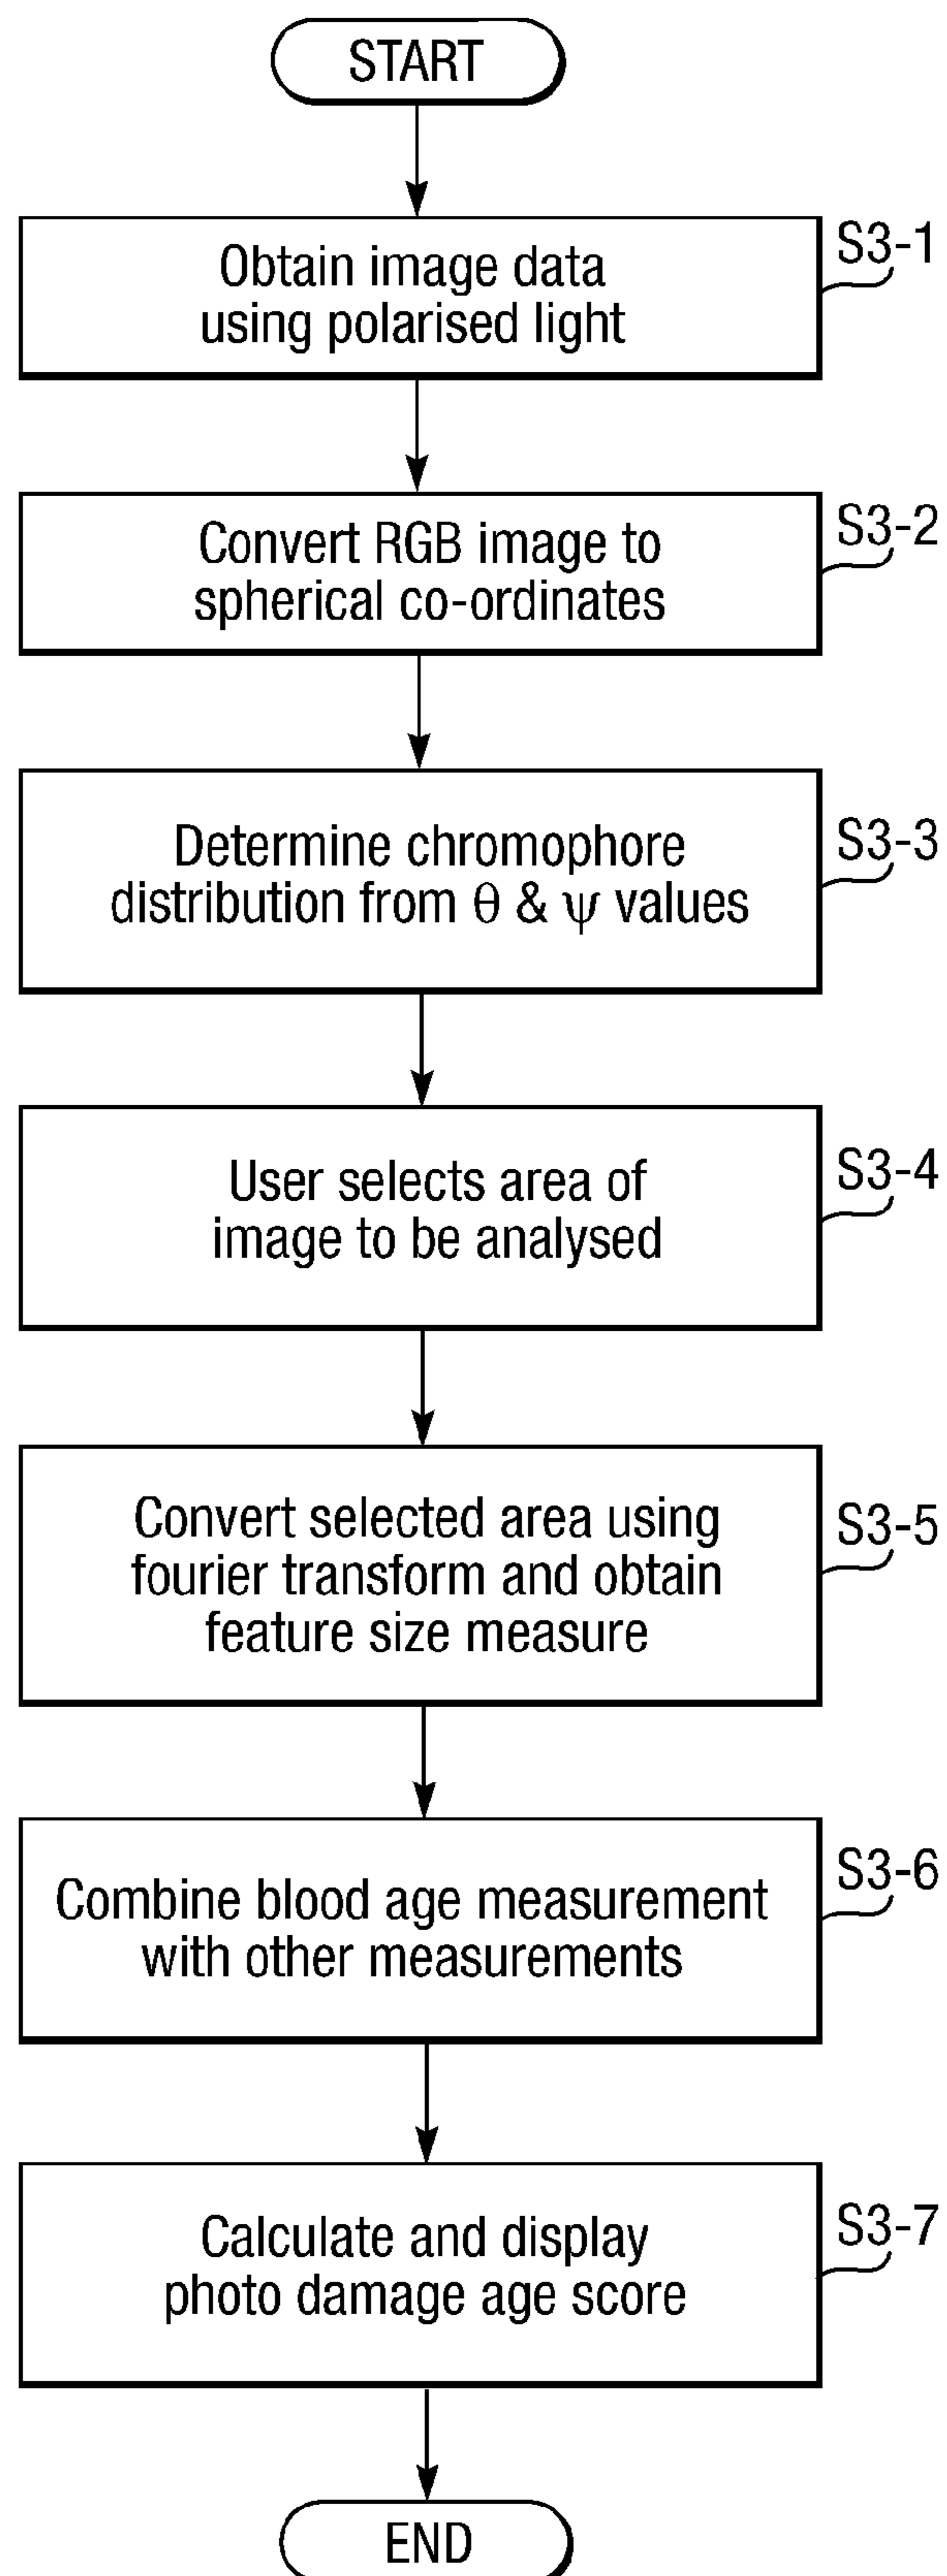 START
Obtain image data
using polarised light
S3-1
Convert RGB image to
spherical co-ordinates
S3-2
Determine chromophore
distribution from θ & ψ values
S3-3
User selects area of
image to be analysed
S3-4
Convert selected area using
fourier transform and obtain
feature size measure
S3-5
Combine blood age measurement
with other measurements
S3-6
Calculate and display
photo damage age score
S3-7
END